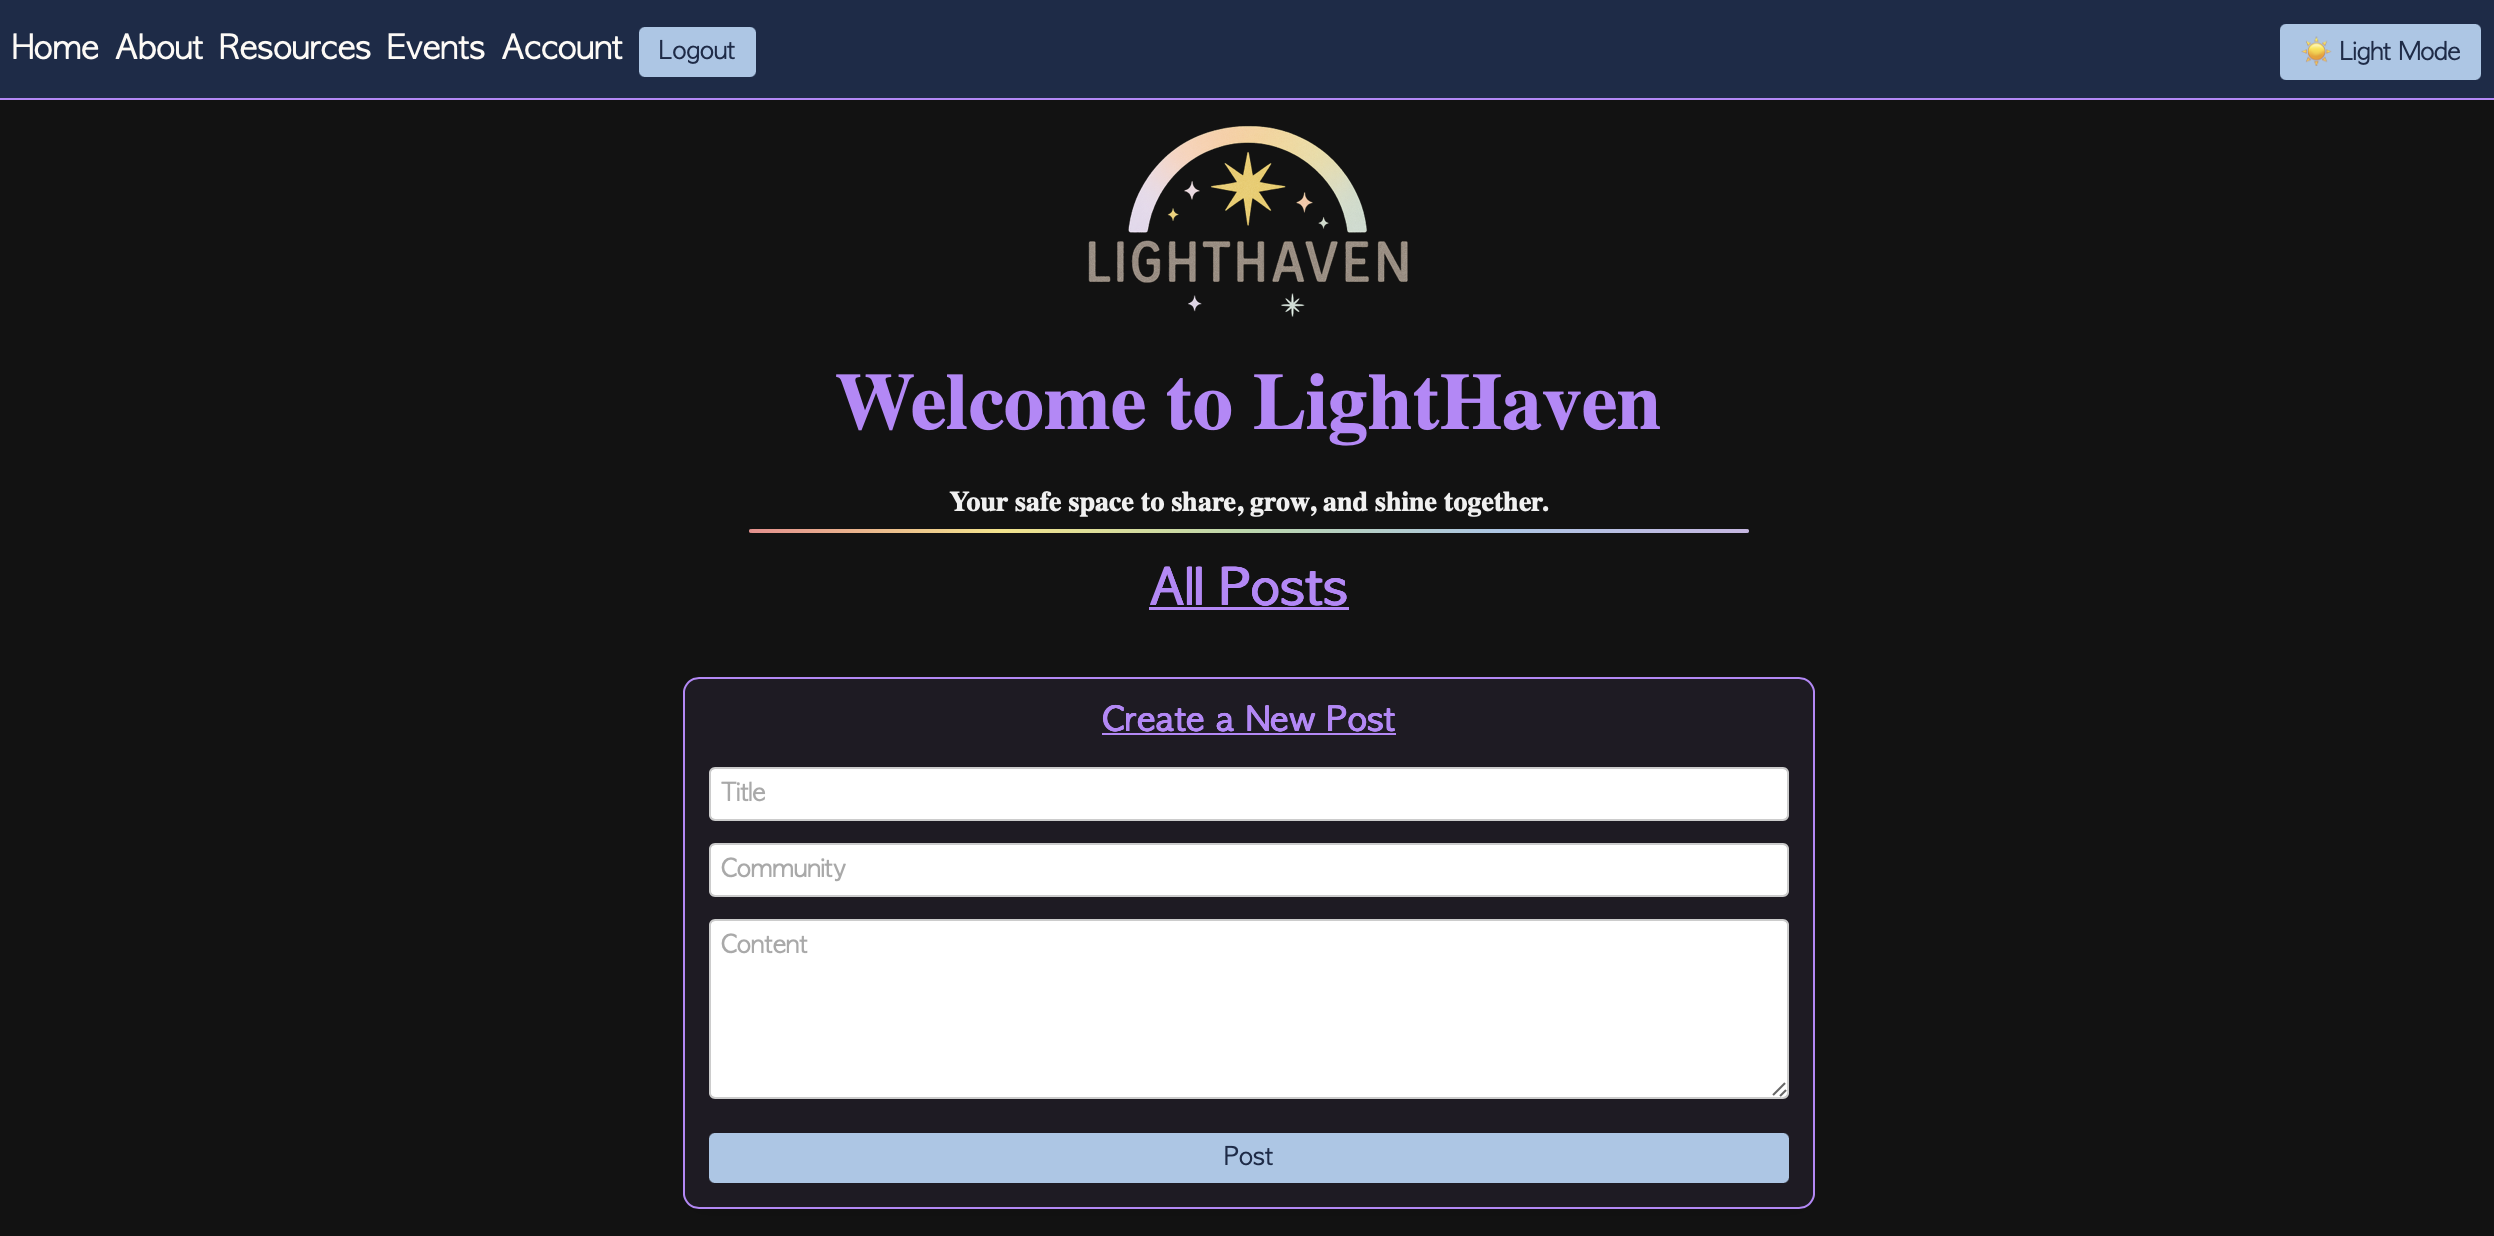 Home About Resources Events Account Logout ☀️ Light Mode
LIGHTHAVEN
Welcome to LightHaven
Your safe space to share, grow, and shine together.
All Posts
Create a New Post
Title
Community
Content
Post